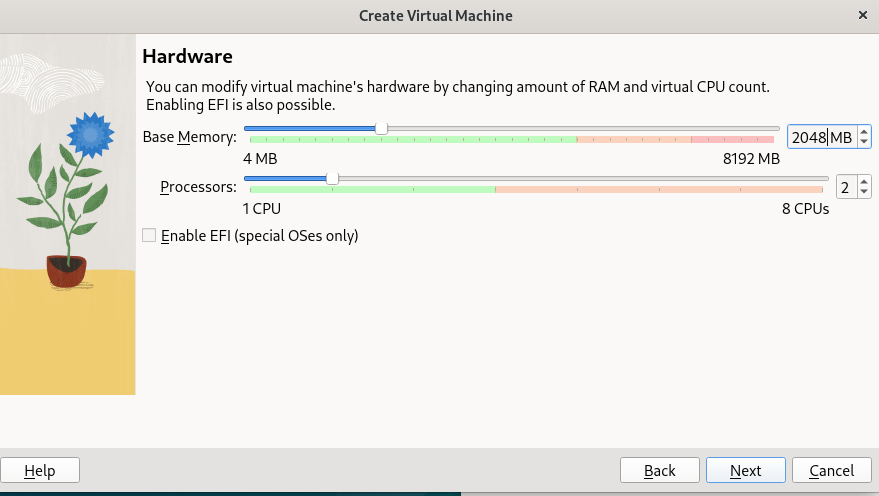 Create Virtual Machine ×
Hardware
You can modify virtual machine's hardware by changing amount of RAM and virtual CPU count.
Enabling EFI is also possible.
Base Memory: 2048 MB
4 MB 8192 MB
Processors: 2
1 CPU 8 CPUs
Enable EFI (special OSes only)
Help Back Next Cancel